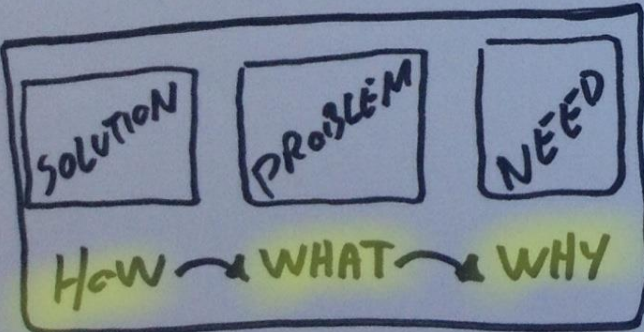 SOLUTION PROBLEM NEED
HOW → WHAT → WHY